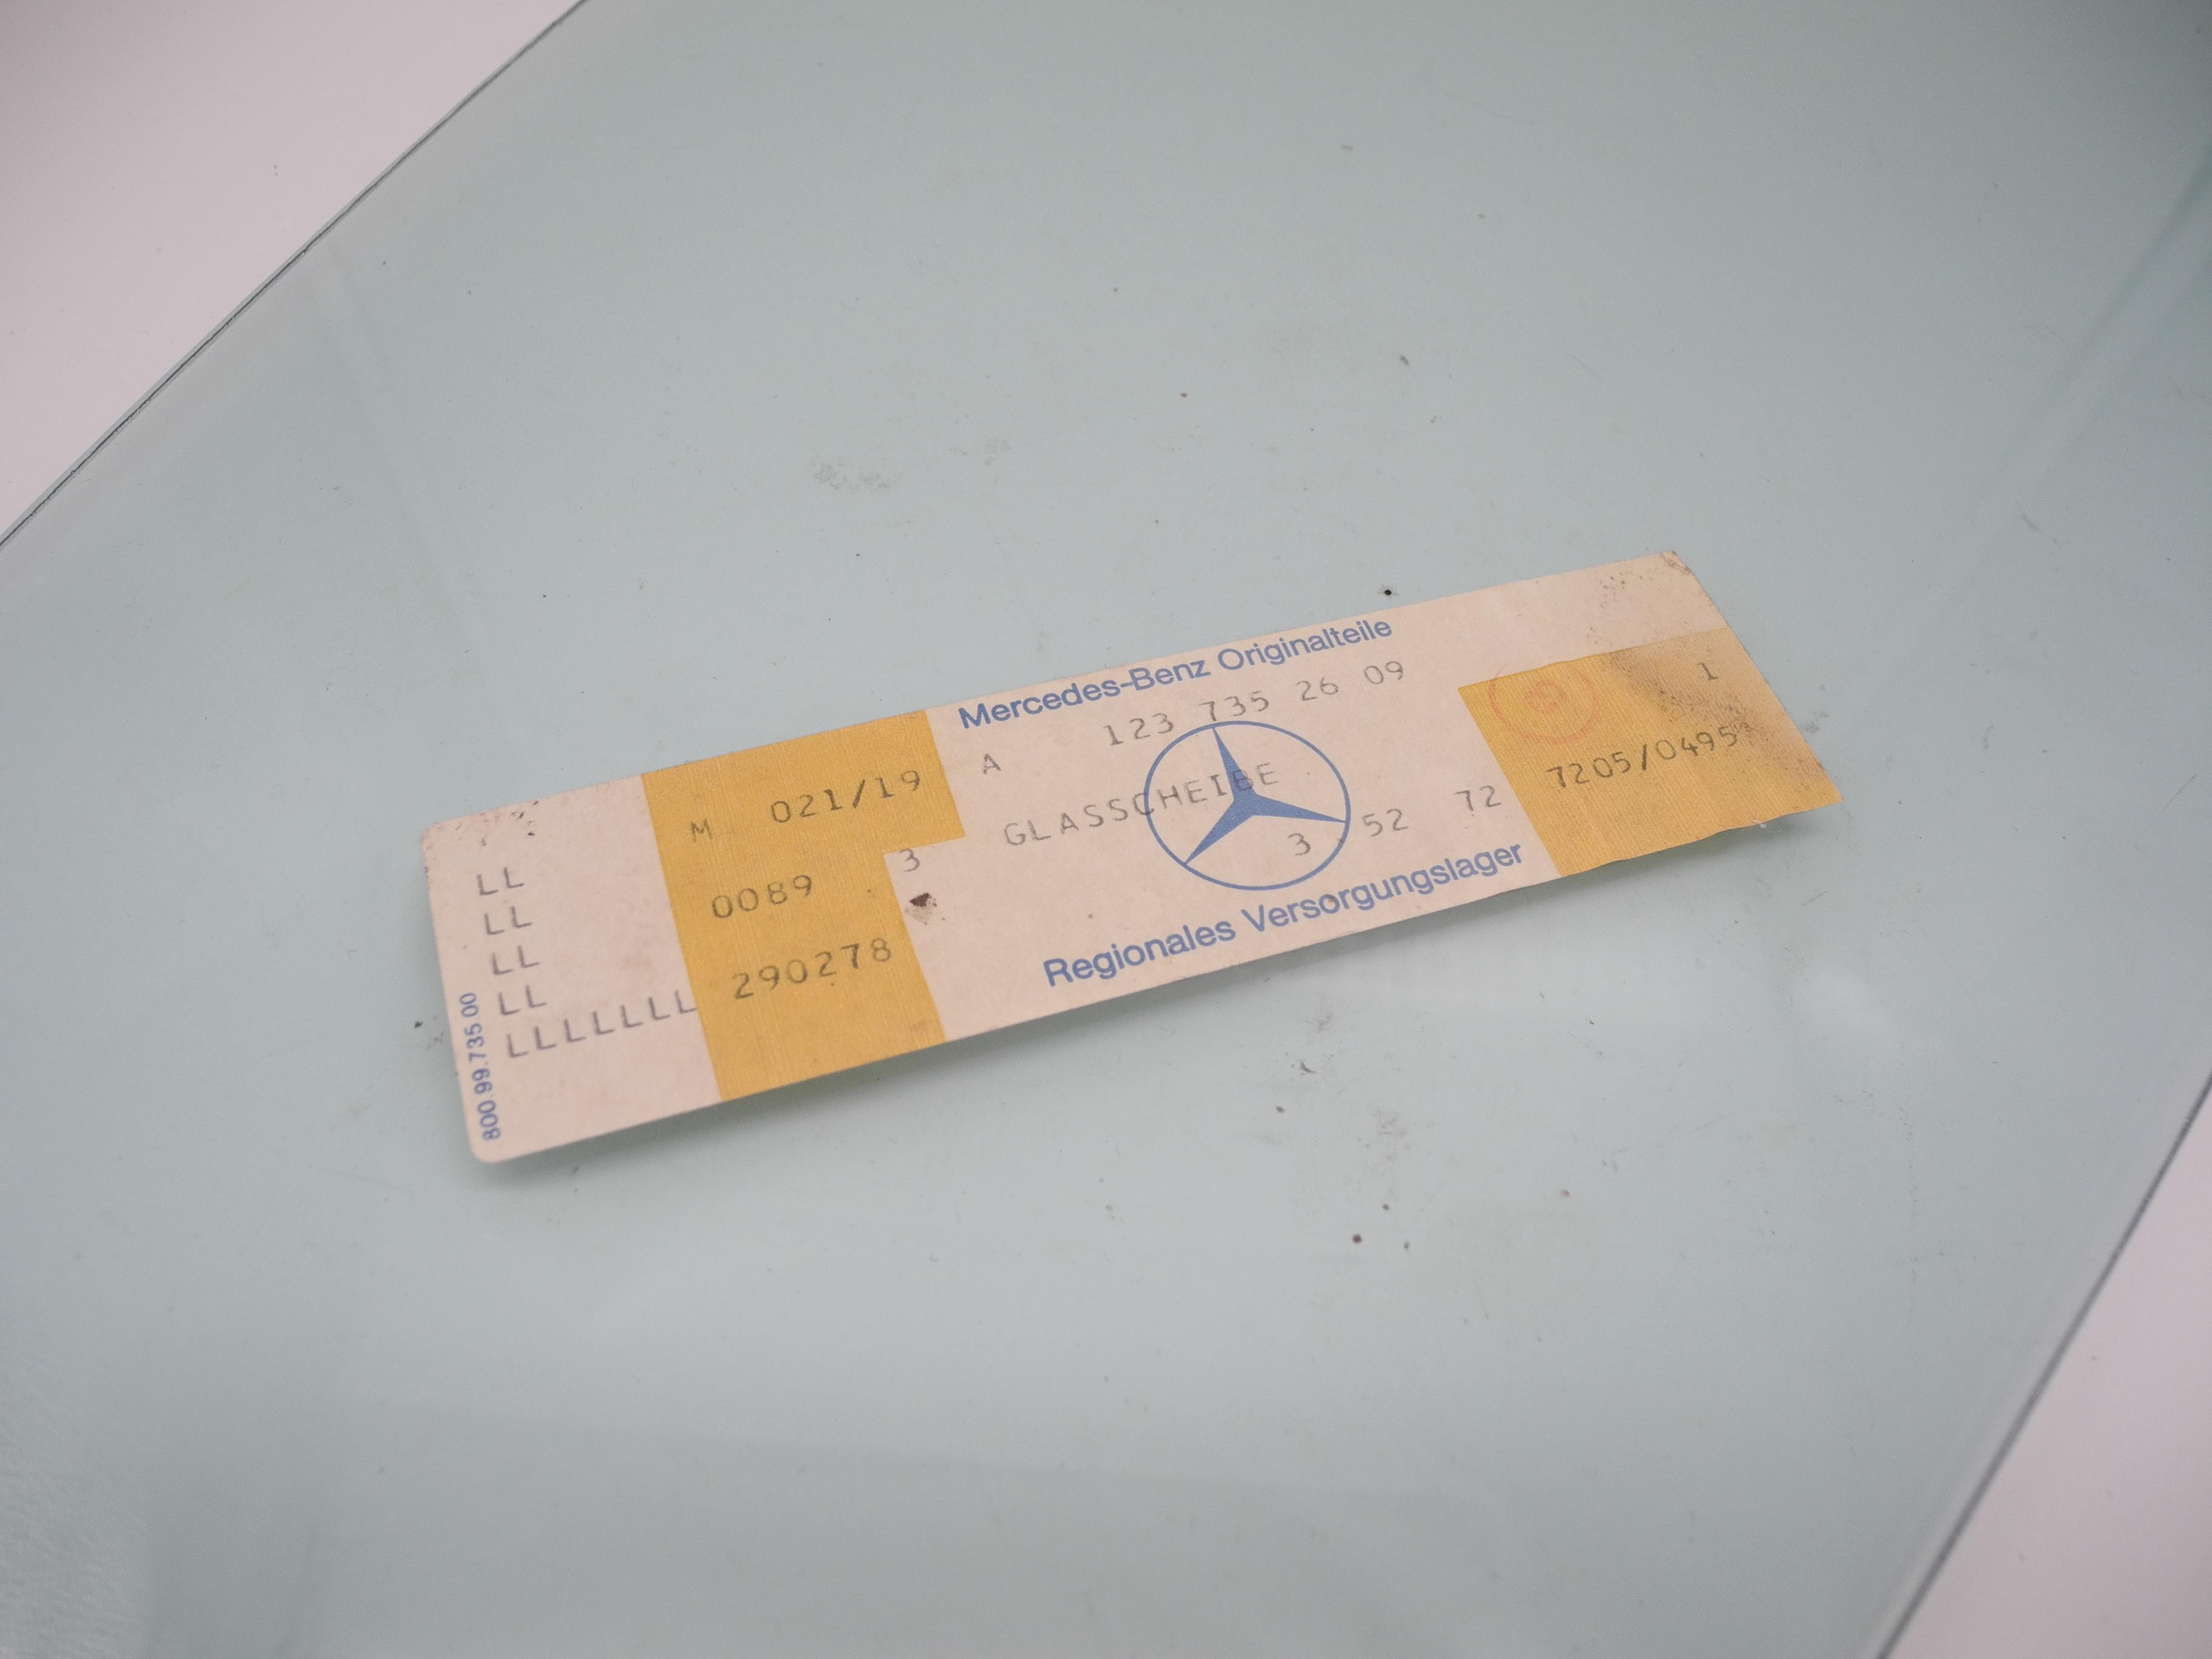 Mercedes-Benz Originalteile
M 021/19 A 123 735 26 09 1
LL 0089 3 GLASSCHEIBE 3 52 72 7205/0495
LL
LL 290278
LL
LLLLLLL
Regionales Versorgungslager
800.99.735 00